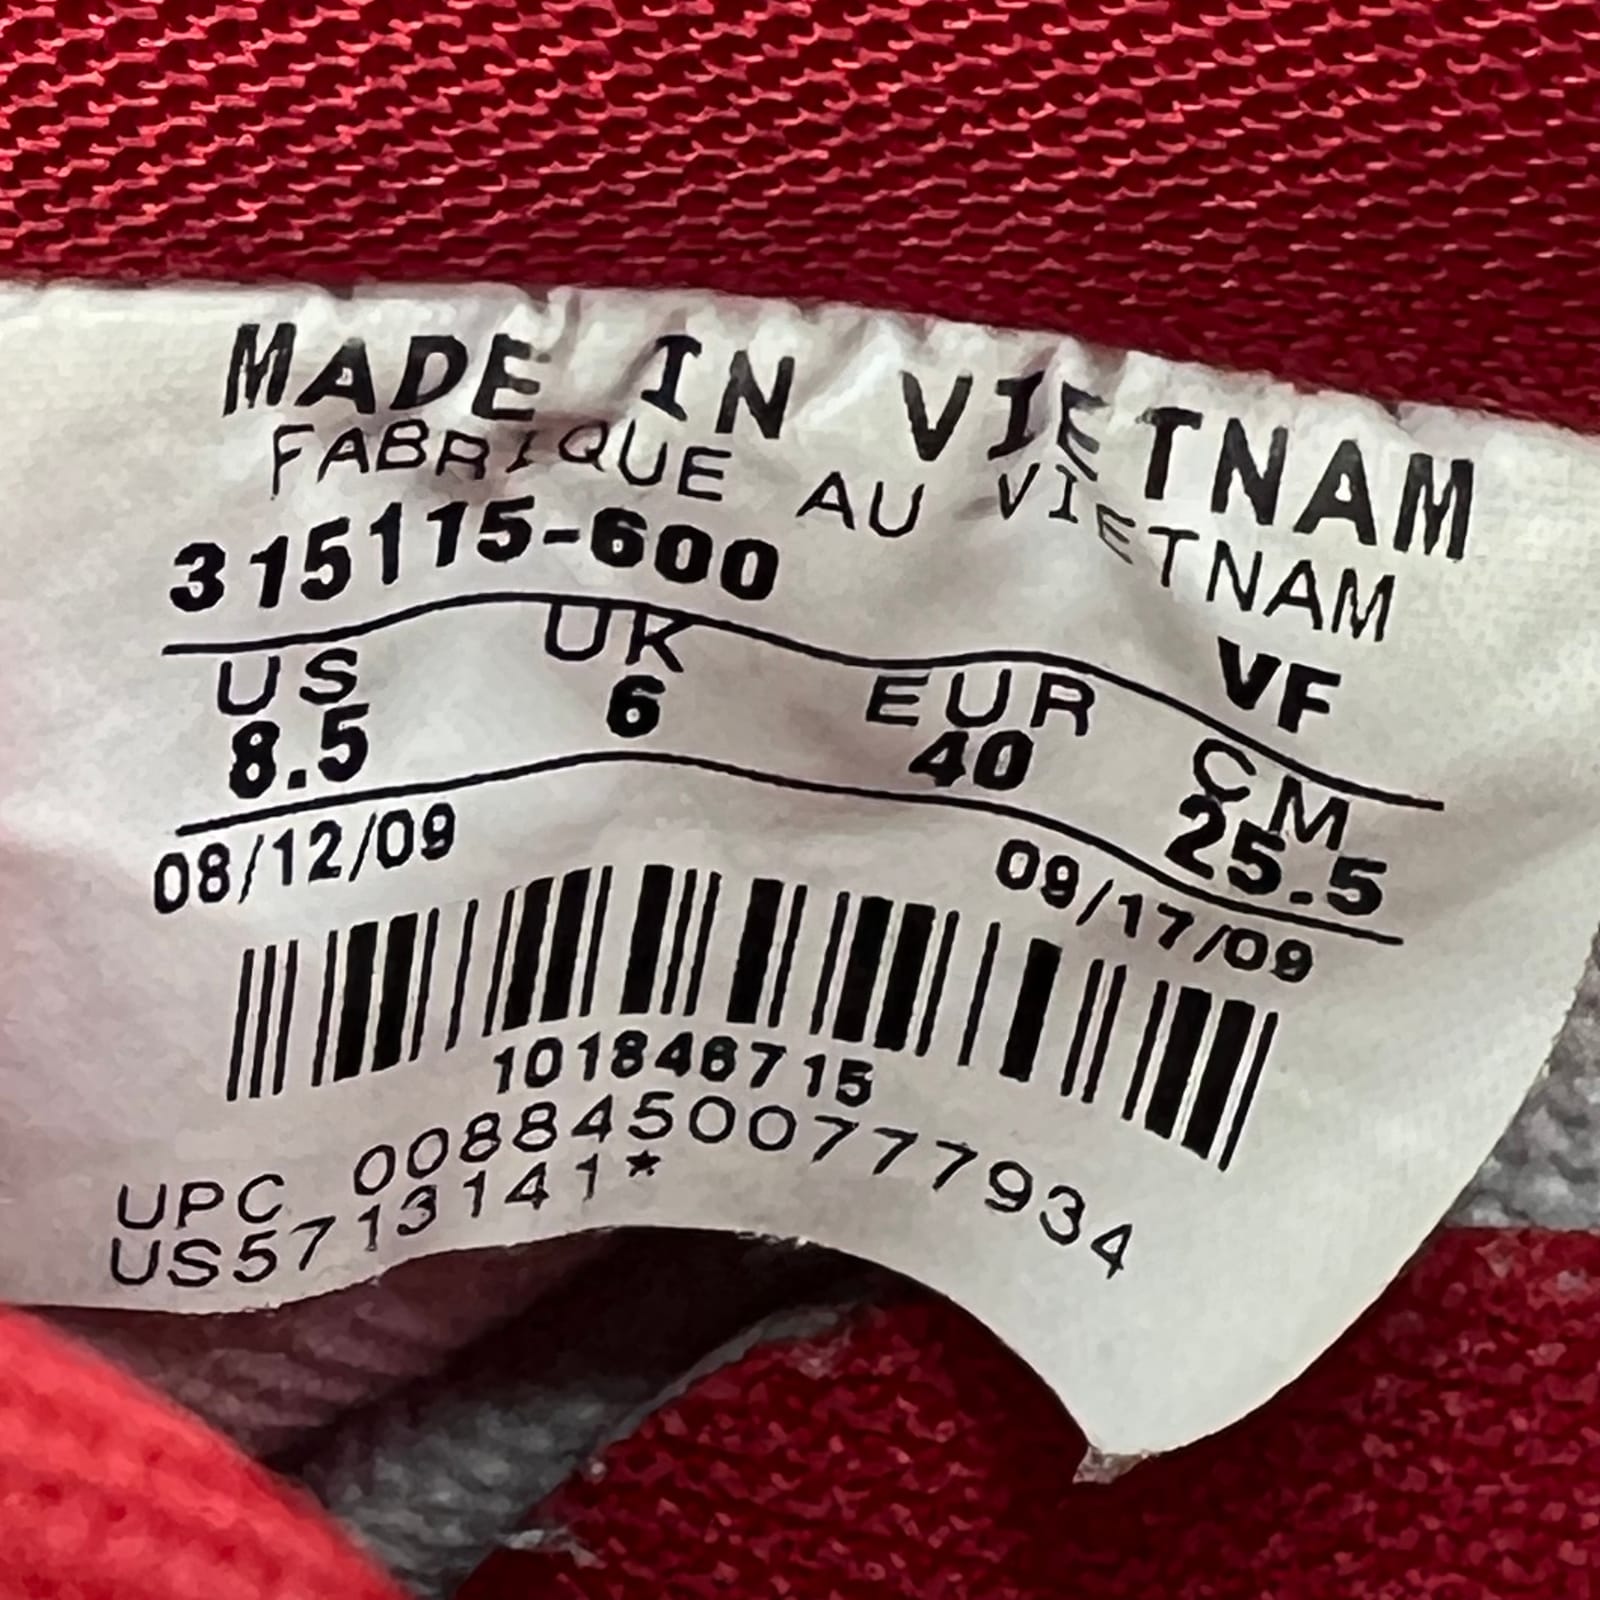 MADE IN VIETNAM
FABRIQUE AU VIETNAM
315115-600 VF
US UK EUR CM
8.5 6 40 25.5
08/12/09 09/17/09
101846715
UPC 00884500777934
US5713141*